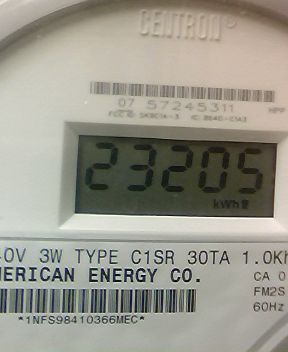 CENTRON
07 57245311
23205
kWh
0V 3W TYPE C1SR 30TA 1.0Kh
MERICAN ENERGY CO.
CA 0
FM2S
60Hz
*1NFS98410366MEC*